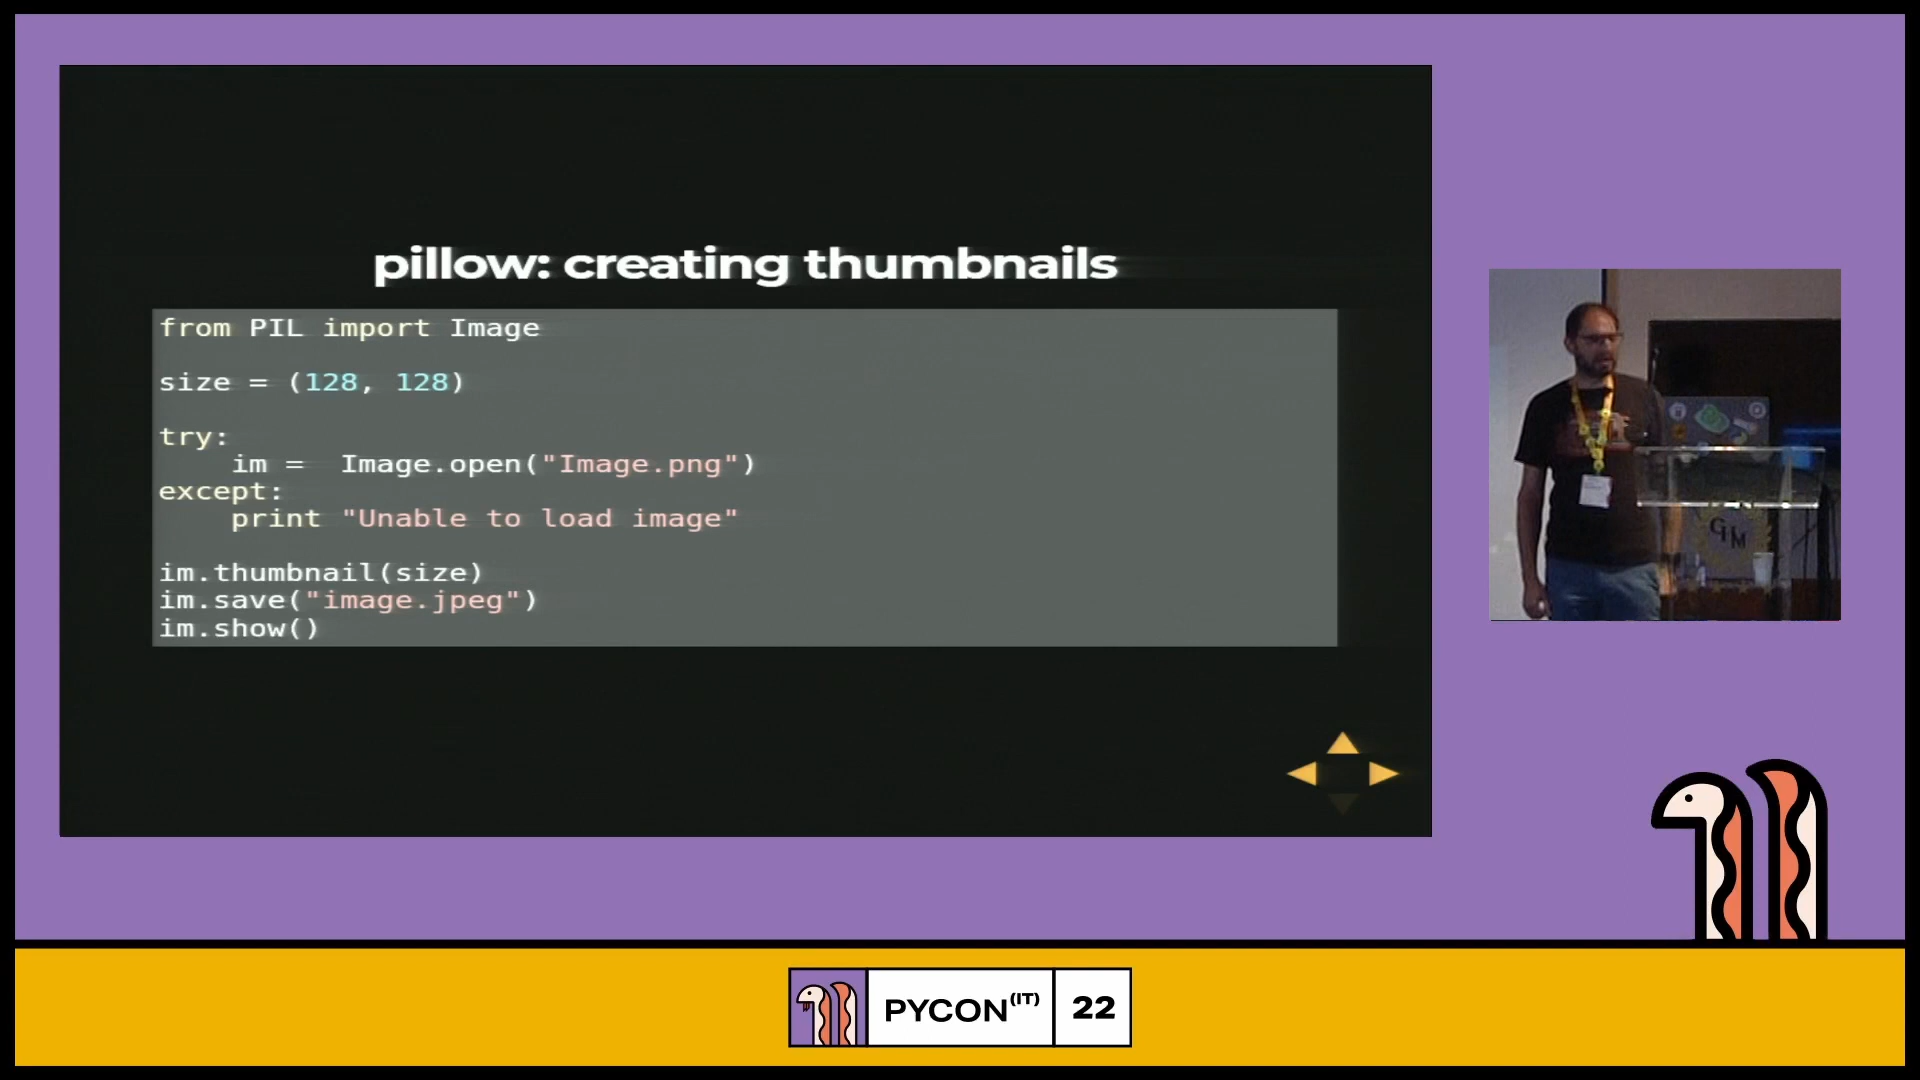 pillow: creating thumbnails
from PIL import Image
size = (128, 128)
try:
    im =  Image.open("Image.png")
except:
    print "Unable to load image"
im.thumbnail(size)
im.save("image.jpeg")
im.show()
GIM
PYCON(IT) 22